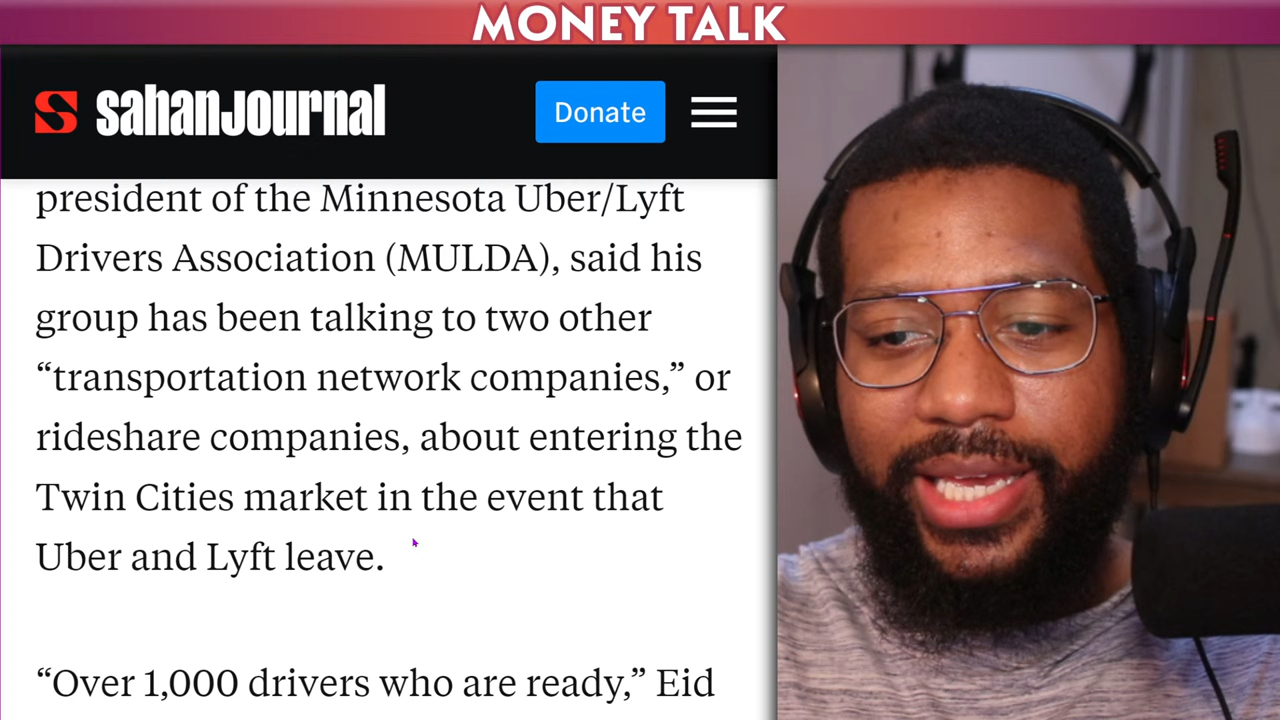 MONEY TALK
sahanJournal
Donate
president of the Minnesota Uber/Lyft
Drivers Association (MULDA), said his
group has been talking to two other
“transportation network companies,” or
rideshare companies, about entering the
Twin Cities market in the event that
Uber and Lyft leave.
“Over 1,000 drivers who are ready,” Eid